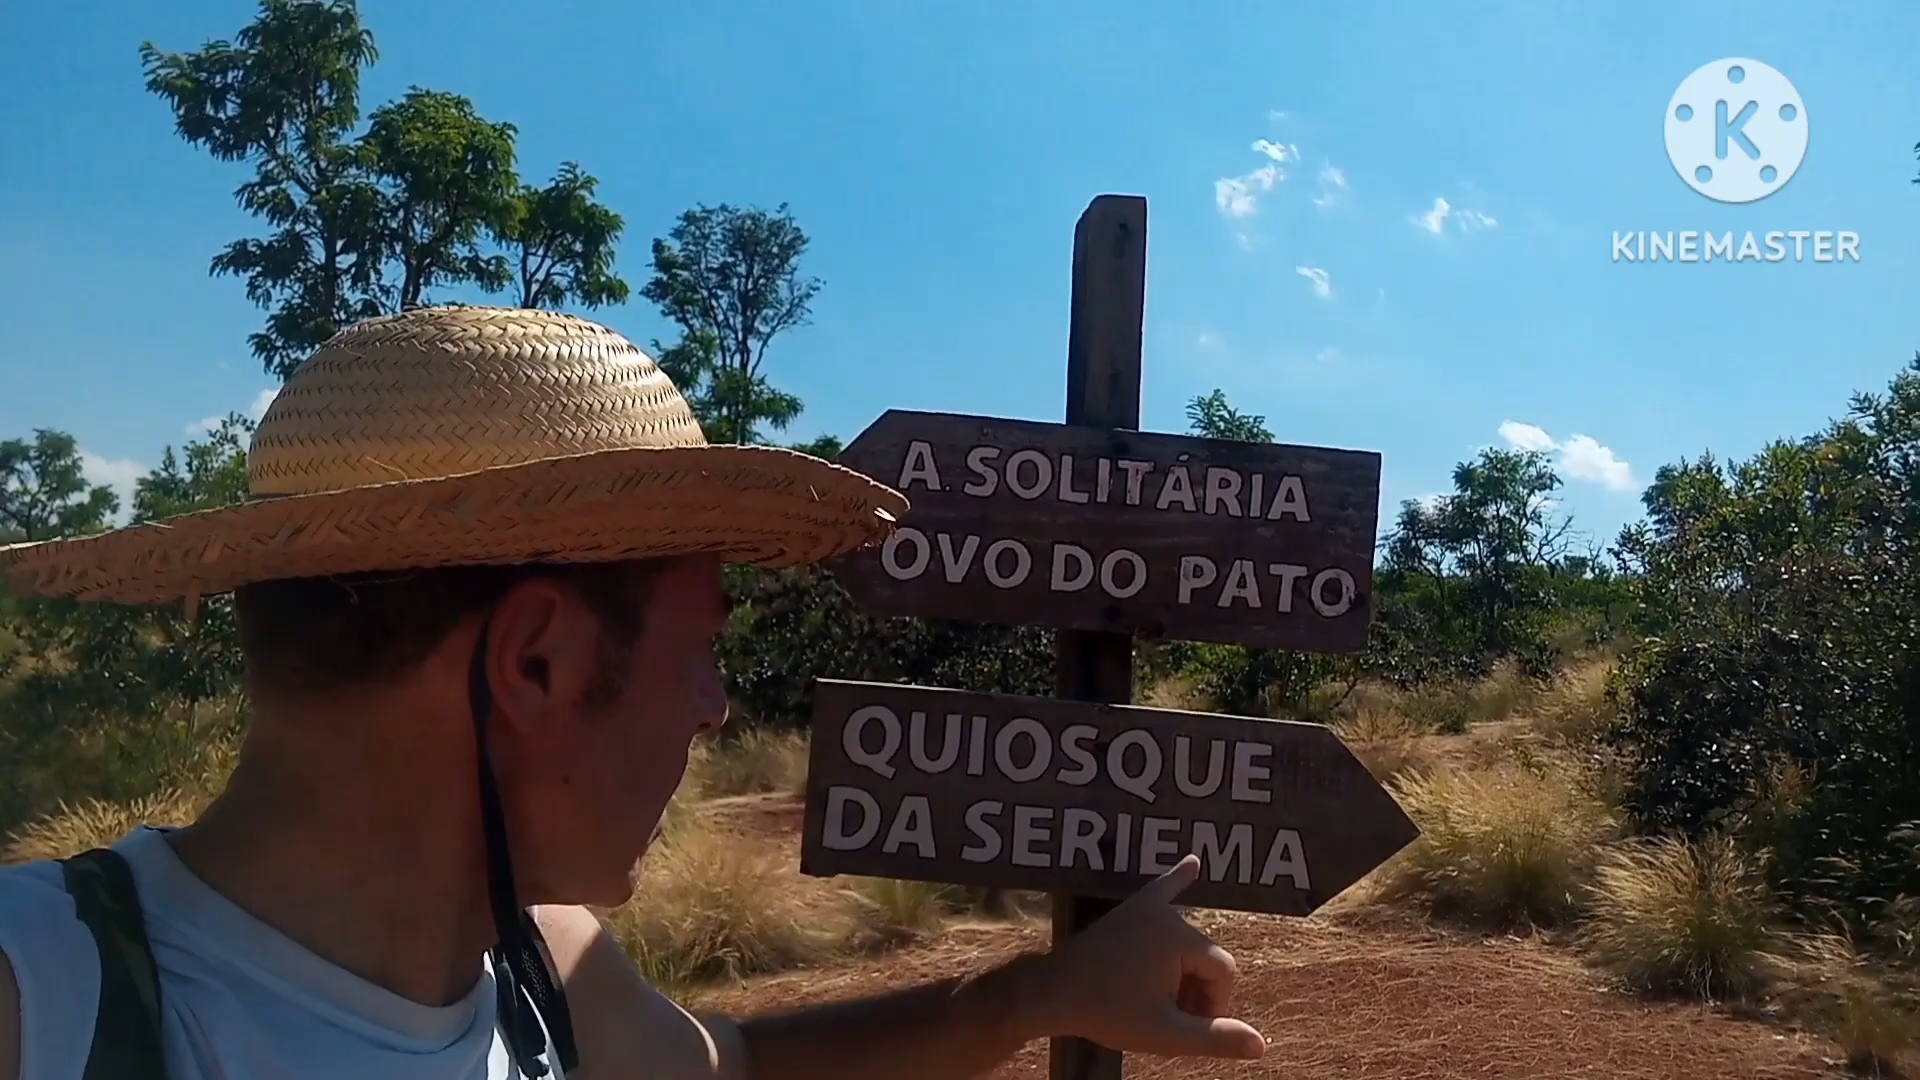 K
KINEMASTER
A SOLITÁRIA
OVO DO PATO
QUIOSQUE
DA SERIEMA